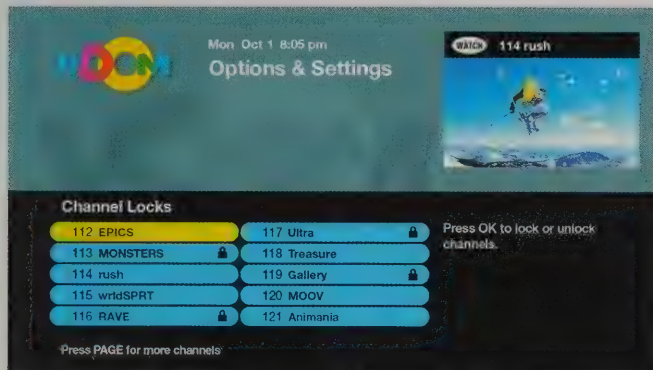 VOOM
Mon Oct 1 8:05 pm
Options & Settings
WATCH 114 rush
Channel Locks
112 EPICS
113 MONSTERS
114 rush
115 wrldSPRT
116 RAVE
117 Ultra
118 Treasure
119 Gallery
120 MOOV
121 Animania
Press OK to lock or unlock
channels.
Press PAGE for more channels